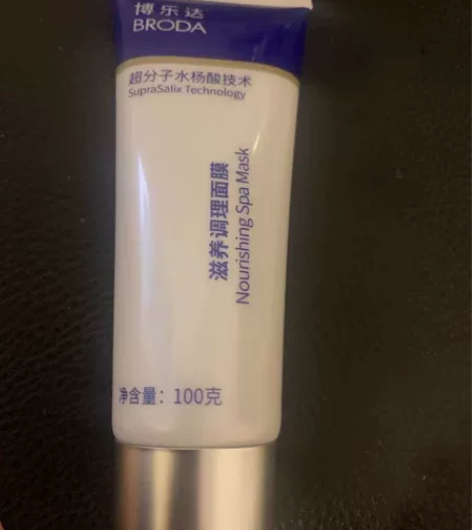 博乐达
BRODA
超分子水杨酸技术
SupraSalix Technology
滋养调理面膜
Nourishing Spa Mask
净含量：100克